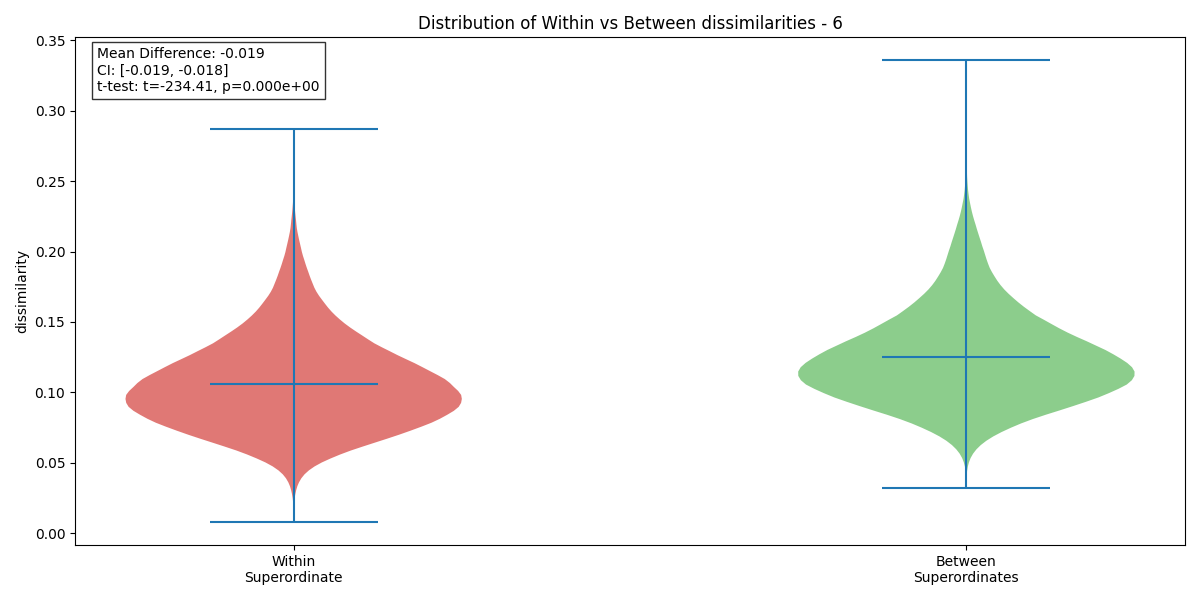 Distribution of Within vs Between dissimilarities - 6
0.35
Mean Difference: -0.019
CI: [-0.019, -0.018]
t-test: t=-234.41, p=0.000e+00
0.30
0.25
0.20
dissimilarity
0.15
0.10
0.05
0.00
Within
Superordinate
Between
Superordinates